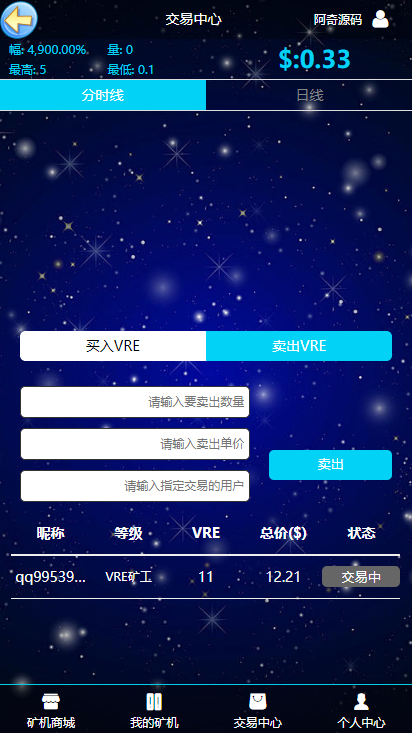 交易中心 阿奇源码
幅: 4,900.00% 量: 0
最高: 5 最低: 0.1
$:0.33
分时线 日线
买入VRE 卖出VRE
请输入要卖出数量
请输入卖出单价
卖出
请输入指定交易的用户
昵称 等级 VRE 总价($) 状态
qq99539... VRE矿工 11 12.21 交易中
矿机商城 我的矿机 交易中心 个人中心